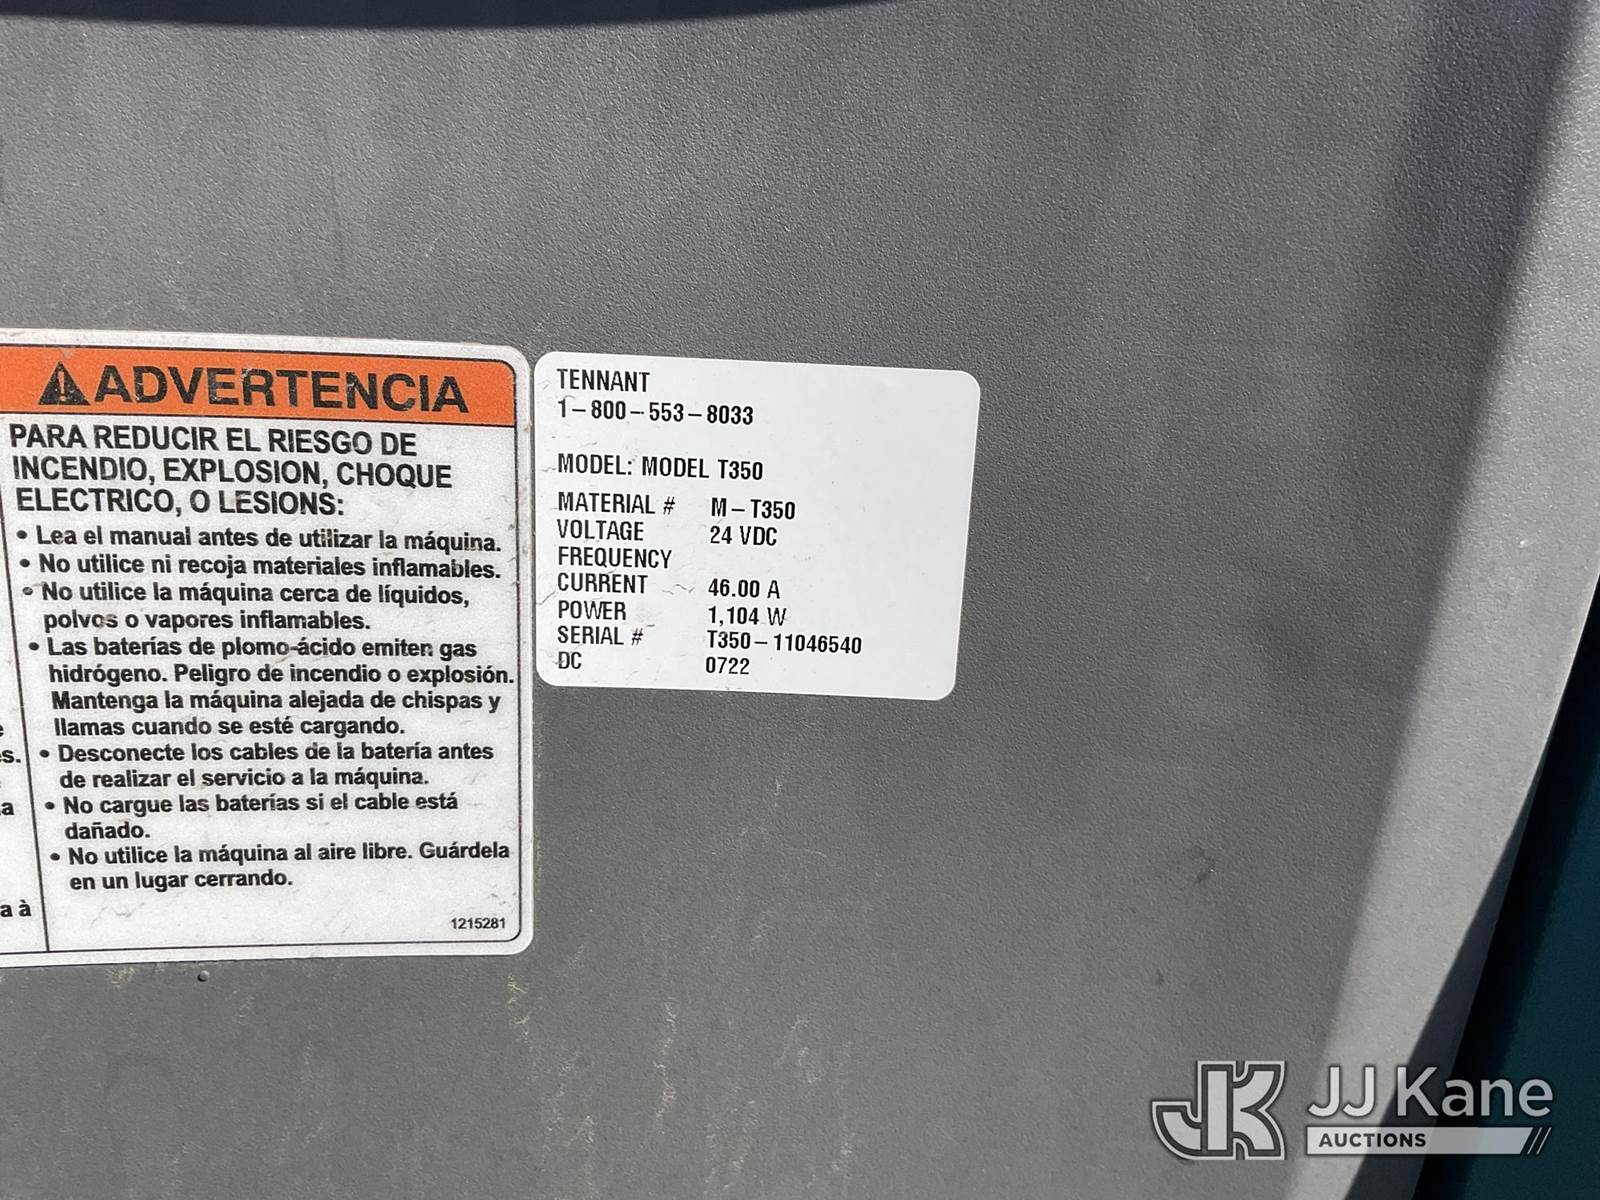 ADVERTENCIA
PARA REDUCIR EL RIESGO DE
INCENDIO, EXPLOSION, CHOQUE
ELECTRICO, O LESIONS:
• Lea el manual antes de utilizar la máquina.
• No utilice ni recoja materiales inflamables.
• No utilice la máquina cerca de líquidos,
polvos o vapores inflamables.
• Las baterías de plomo-ácido emiten gas
hidrógeno. Peligro de incendio o explosión.
Mantenga la máquina alejada de chispas y
llamas cuando se esté cargando.
• Desconecte los cables de la batería antes
de realizar el servicio a la máquina.
• No cargue las baterías si el cable está
dañado.
• No utilice la máquina al aire libre. Guárdela
en un lugar cerrando.
1215281
s.
a
a à
TENNANT
1-800-553-8033
MODEL: MODEL T350
MATERIAL # M-T350
VOLTAGE 24 VDC
FREQUENCY
CURRENT 46.00 A
POWER 1,104 W
SERIAL # T350-11046540
DC 0722
JK JJ Kane
AUCTIONS